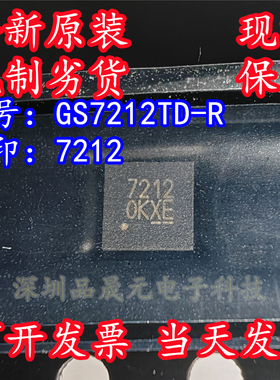 新原装 现
制劣货 保
号：GS7212TD-R
印：7212
7212
0KXE
深圳品晟元电子科技
开发票 当天发